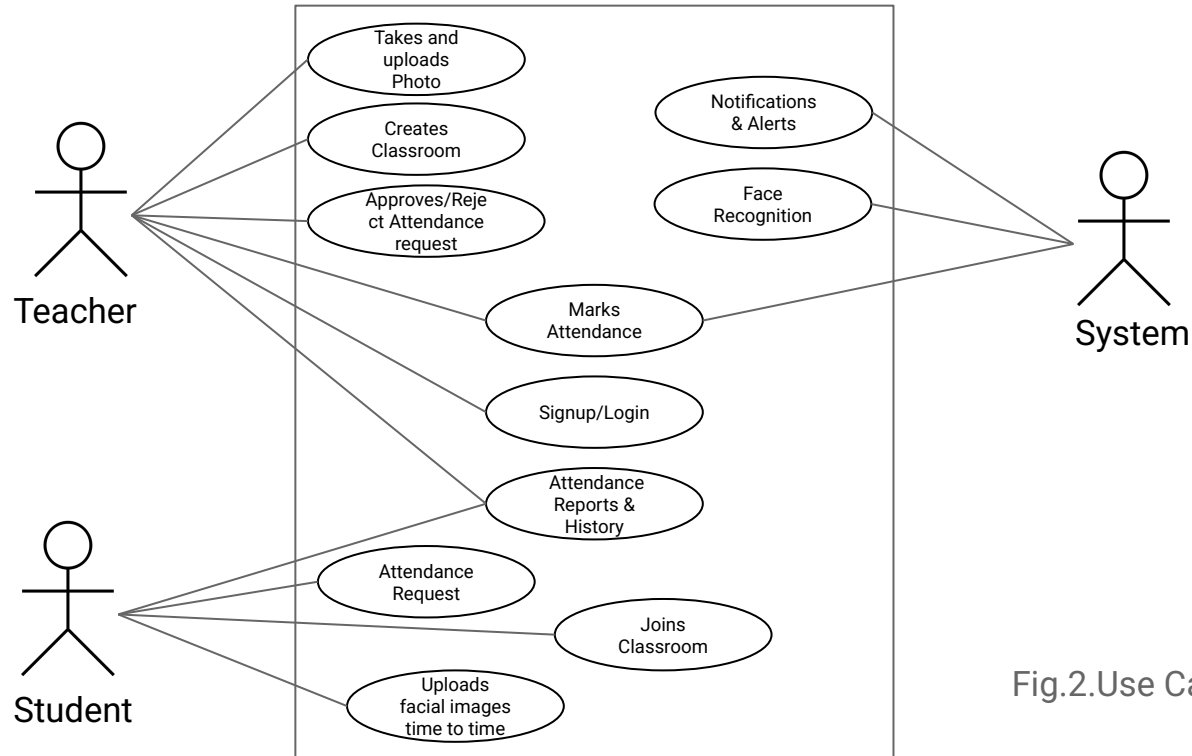 Takes and
uploads
Photo
Notifications
& Alerts
Creates
Classroom
Approves/Reje
ct Attendance
request
Face
Recognition
Teacher
Marks
Attendance
System
Signup/Login
Attendance
Reports &
History
Attendance
Request
Joins
Classroom
Uploads
facial images
time to time
Student
Fig.2.Use Ca